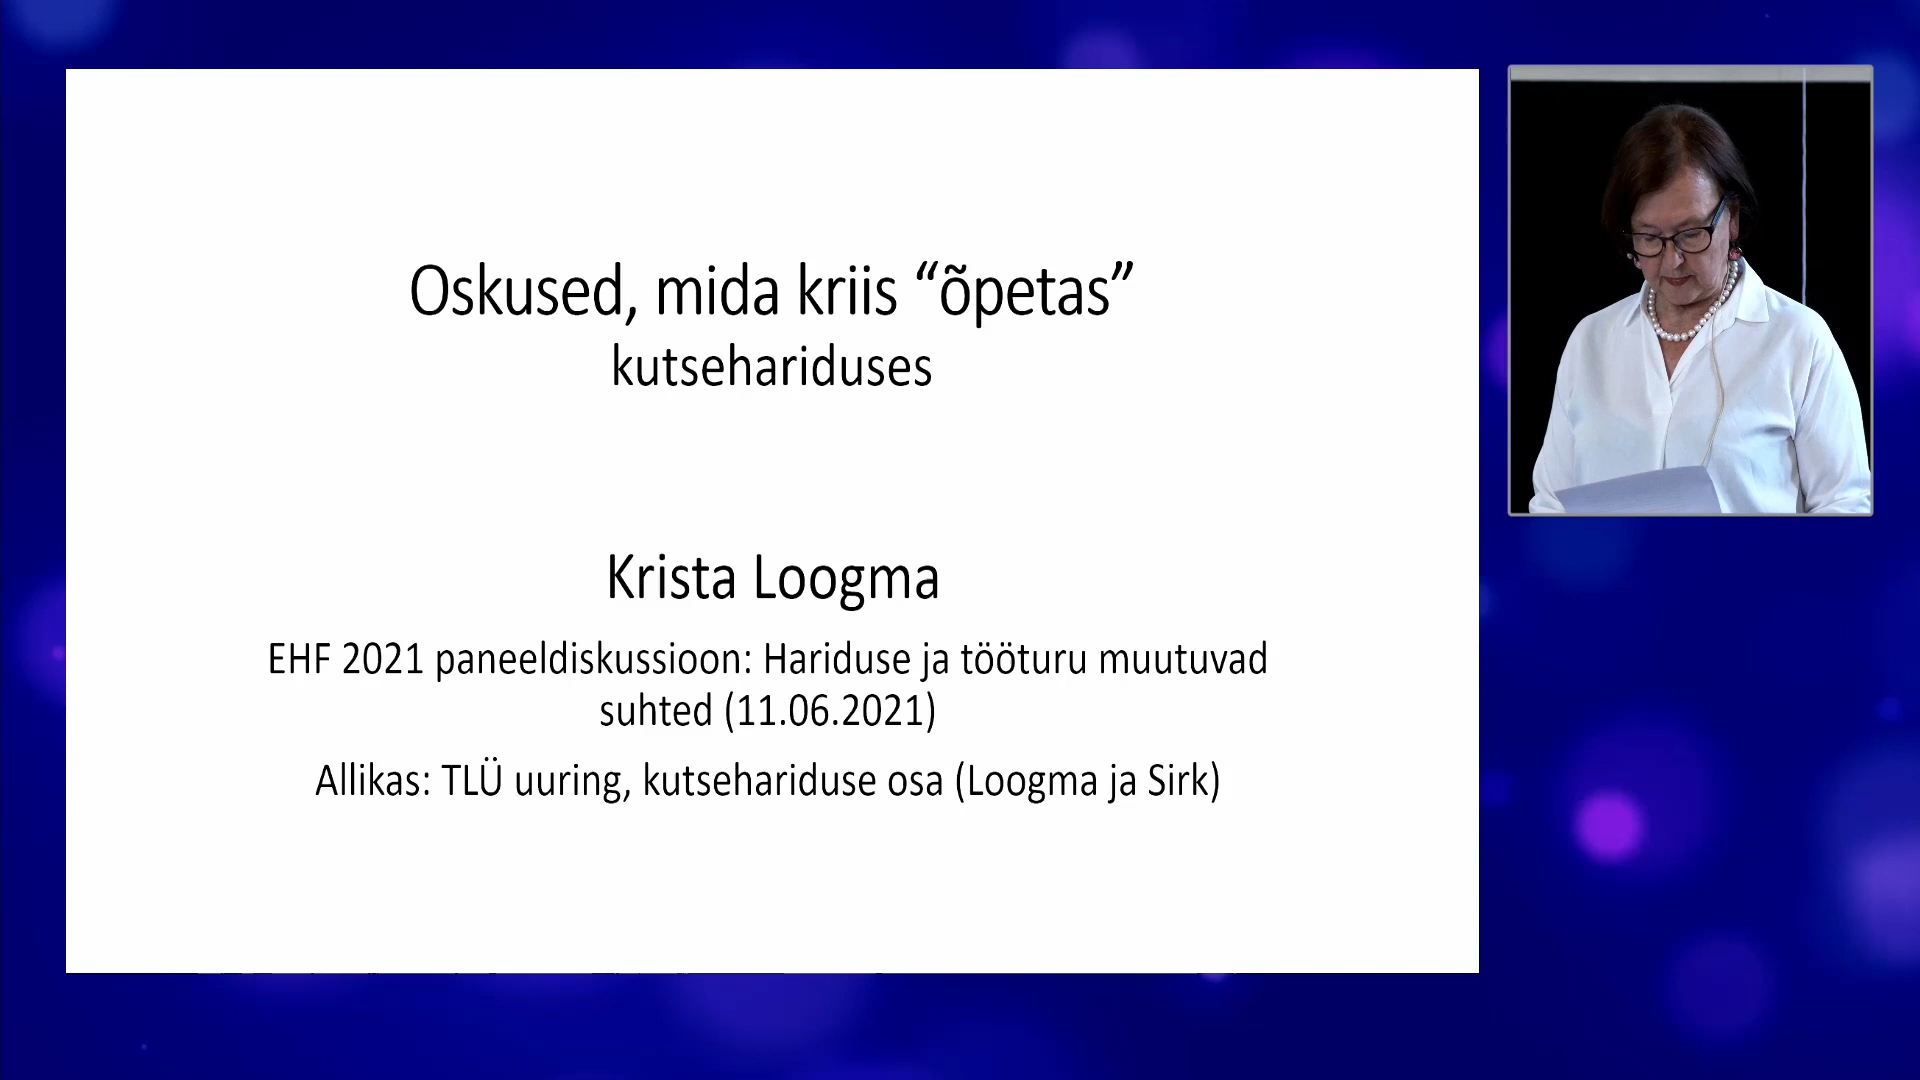 Oskused, mida kriis “õpetas”
kutsehariduses
Krista Loogma
EHF 2021 paneeldiskussioon: Hariduse ja tööturu muutuvad
suhted (11.06.2021)
Allikas: TLÜ uuring, kutsehariduse osa (Loogma ja Sirk)